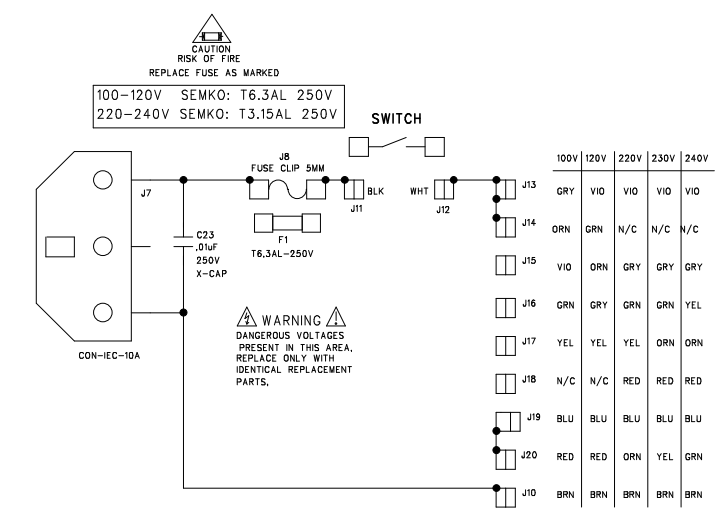 CAUTION
RISK OF FIRE
REPLACE FUSE AS MARKED
100-120V SEMKO: T6.3AL 250V
220-240V SEMKO: T3.15AL 250V
SWITCH
J7
J8
FUSE CLIP 5MM
BLK
J11
WHT
J12
F1
T6.3AL-250V
C23
.01uF
250V
X-CAP
CON-IEC-10A
WARNING
DANGEROUS VOLTAGES
PRESENT IN THIS AREA.
REPLACE ONLY WITH
IDENTICAL REPLACEMENT
PARTS.
100V 120V 220V 230V 240V
J13 GRY VIO VIO VIO VIO
J14 ORN GRN N/C N/C N/C
J15 VIO ORN GRY GRY GRY
J16 GRN GRY GRN GRN YEL
J17 YEL YEL YEL ORN ORN
J18 N/C N/C RED RED RED
J19 BLU BLU BLU BLU BLU
J20 RED RED ORN YEL GRN
J10 BRN BRN BRN BRN BRN